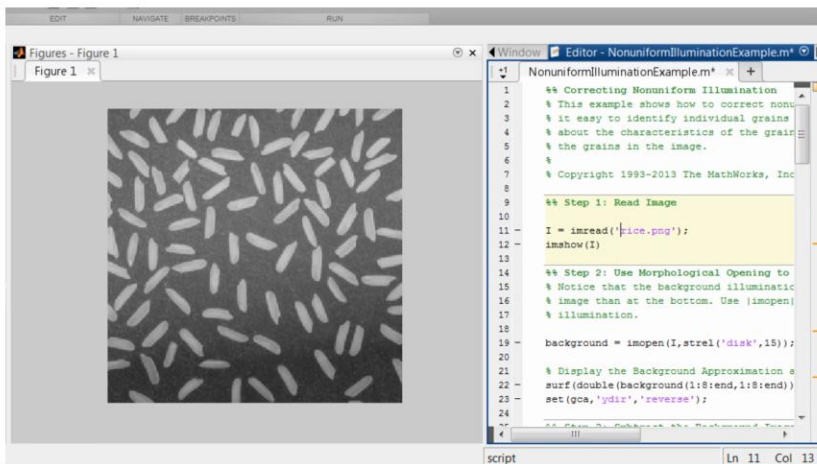 EDIT NAVIGATE BREAKPOINTS RUN
Figures - Figure 1
Figure 1
Window Editor - NonuniformIlluminationExample.m*
NonuniformIlluminationExample.m* +
1 %% Correcting Nonuniform Illumination
2 % This example shows how to correct nonu
3 % it easy to identify individual grains
4 % about the characteristics of the grain
5 % the grains in the image.
6 %
7 % Copyright 1993-2013 The MathWorks, Inc
8
9 %% Step 1: Read Image
10
11 - I = imread('rice.png');
12 - imshow(I)
13
14 %% Step 2: Use Morphological Opening to
15 % Notice that the background illuminatio
16 % image than at the bottom. Use |imopen|
17 % illumination.
18
19 - background = imopen(I,strel('disk',15));
20
21 % Display the Background Approximation a
22 - surf(double(background(1:8:end,1:8:end))
23 - set(gca,'ydir','reverse');
24
script Ln 11 Col 13